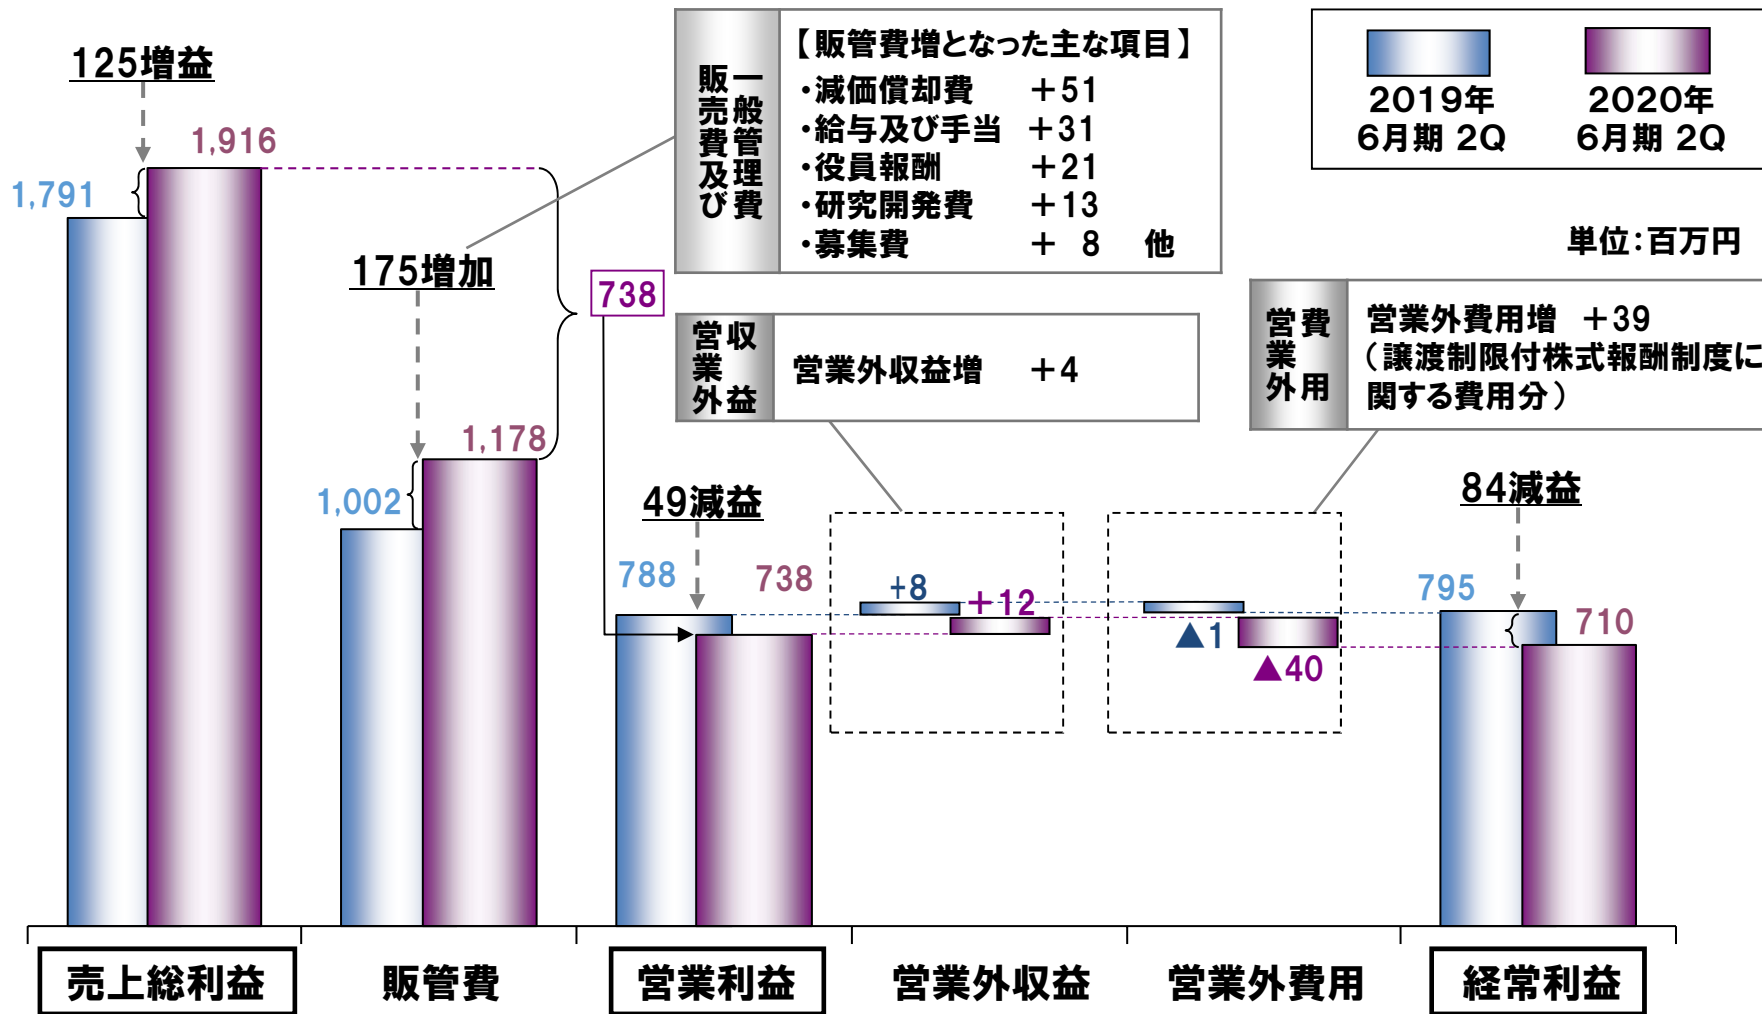 125増益
1,916
1,791
175増加
1,178
1,002
738
一般管理費
販売費及び
【販管費増となった主な項目】
・減価償却費 +51
・給与及び手当 +31
・役員報酬 +21
・研究開発費 +13
・募集費 + 8 他
2019年
6月期 2Q
2020年
6月期 2Q
単位:百万円
営業外
収益
営業外収益増 +4
営業外
費用
営業外費用増 +39
(譲渡制限付株式報酬制度に
関する費用分)
49減益
788
738
+8
+12
▲1
▲40
84減益
795
710
売上総利益
販管費
営業利益
営業外収益
営業外費用
経常利益